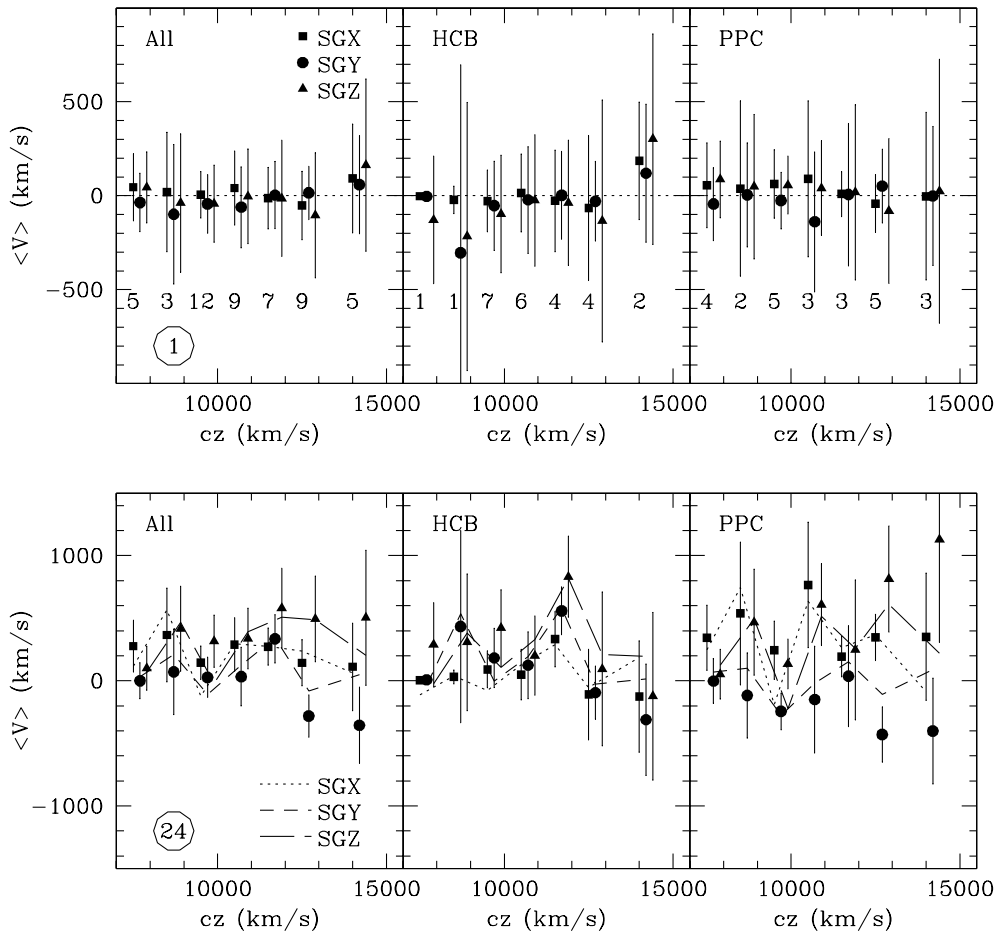 All
HCB
PPC
SGX
SGY
SGZ
500
0
−500
<V> (km/s)
5 3 12 9 7 9 5
1 1 7 6 4 4 2
4 2 5 3 3 5 3
1
10000 15000 10000 15000 10000 15000
cz (km/s) cz (km/s) cz (km/s)
All
HCB
PPC
1000
0
−1000
<V> (km/s)
SGX
SGY
SGZ
24
10000 15000 10000 15000 10000 15000
cz (km/s) cz (km/s) cz (km/s)